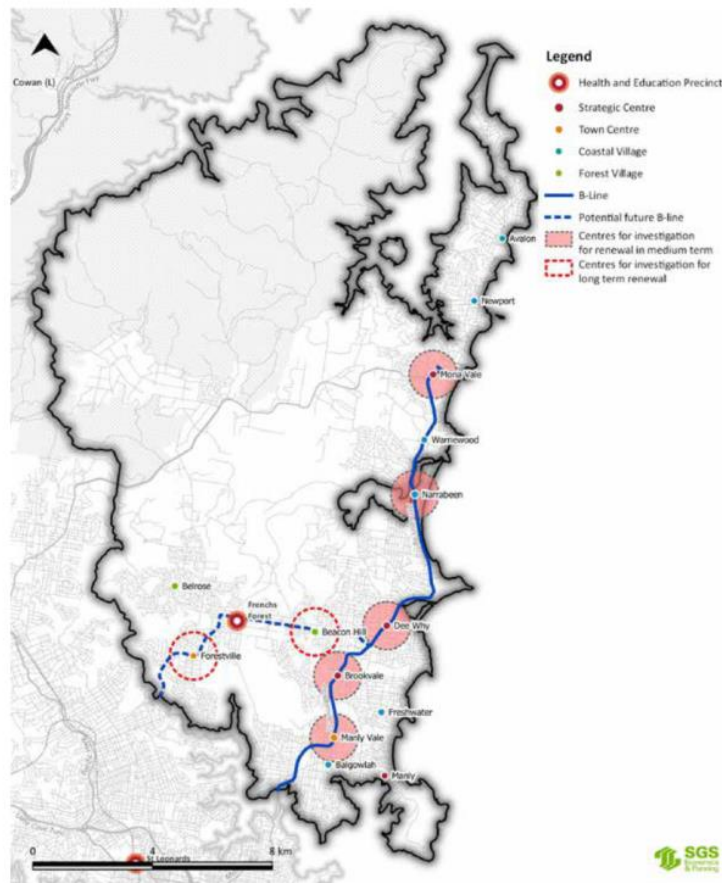 Cowan (L)
Legend
Health and Education Precinct
Strategic Centre
Town Centre
Coastal Village
Forest Village
B-Line
Potential future B-line
Centres for investigation
for renewal in medium term
Centres for investigation for
long term renewal
Avalon
Newport
Mona Vale
Warriewood
Narrabeen
Belrose
Frenchs
Forest
Beacon Hill
Dee Why
Forestville
Brookvale
Freshwater
Manly Vale
Balgowlah
Manly
St Leonards
0
4
8 km
SGS
Economics
& Planning